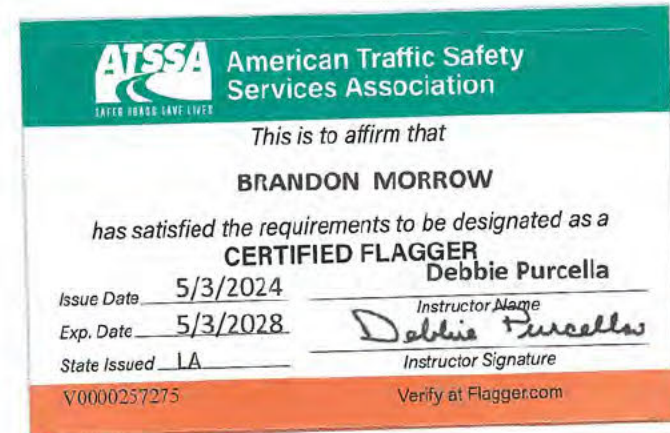 ATSSA
SAFER ROADS SAVE LIVES
American Traffic Safety
Services Association
This is to affirm that
BRANDON MORROW
has satisfied the requirements to be designated as a
CERTIFIED FLAGGER
Debbie Purcella
Issue Date 5/3/2024
Instructor Name
Exp. Date 5/3/2028
Debbie Purcella
State Issued LA
Instructor Signature
V0000257275
Verify at Flagger.com